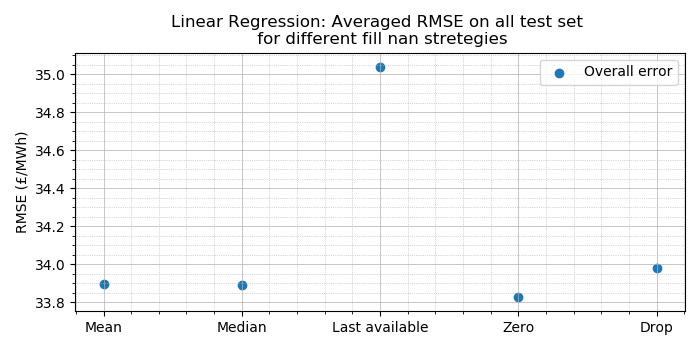 Linear Regression: Averaged RMSE on all test set
for different fill nan stretegies
Overall error
RMSE (£/MWh)
35.0
34.8
34.6
34.4
34.2
34.0
33.8
Mean
Median
Last available
Zero
Drop